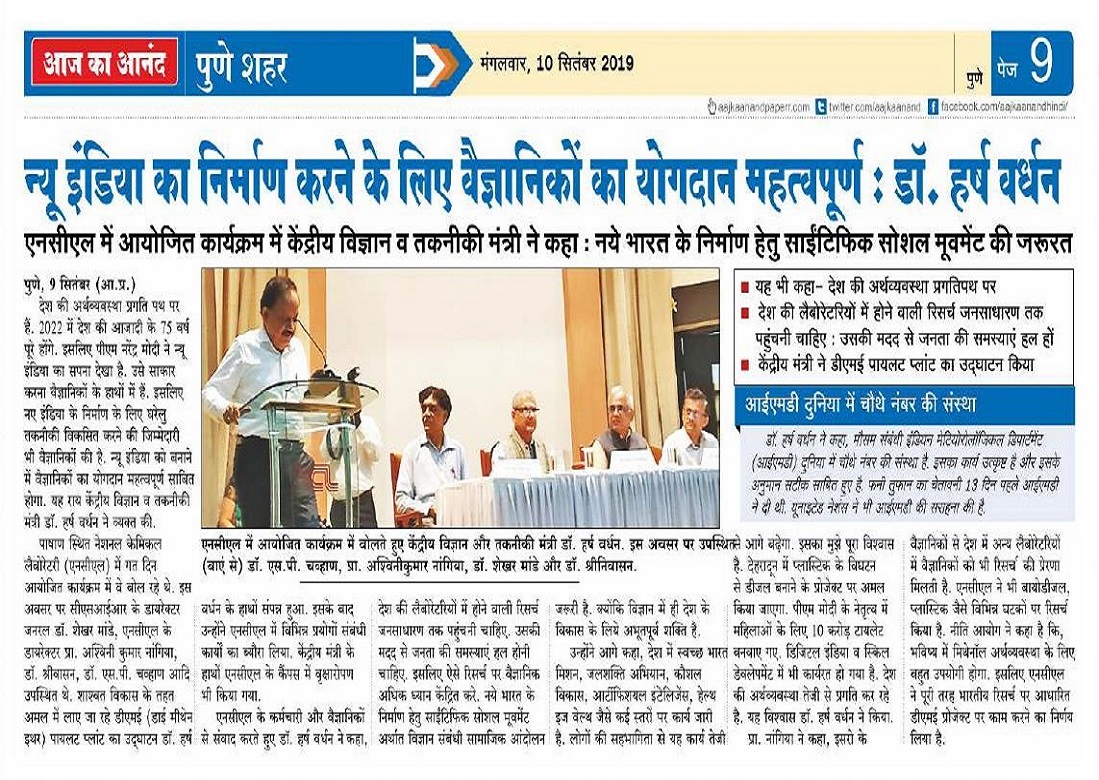 आज का आनंद
पुणे शहर
मंगलवार, 10 सितंबर 2019
पुणे
पेज 9
aajkaanandpaperr.com
twitter.com/aajkaanand
facebook.com/aajkaanandhindi/
न्यू इंडिया का निर्माण करने के लिए वैज्ञानिकों का योगदान महत्वपूर्ण : डॉ. हर्ष वर्धन
एनसीएल में आयोजित कार्यक्रम में केंद्रीय विज्ञान व तकनीकी मंत्री ने कहा : नये भारत के निर्माण हेतु साईंटिफिक सोशल मूवमेंट की जरूरत
पुणे, 9 सितंबर (आ.प्र.)
देश की अर्थव्यवस्था प्रगति पथ पर
हैं. 2022 में देश की आजादी के 75 वर्ष
पूरे होंगे. इसलिए पीएम नरेंद्र मोदी ने न्यू
इंडिया का सपना देखा है. उसे साकार
करना वैज्ञानिकों के हाथों में हैं. इसलिए
नए इंडिया के निर्माण के लिए घरेलु
तकनीकी विकसित करने की जिम्मेदारी
भी वैज्ञानिकों की है. न्यू इंडिया को बनाने
में वैज्ञानिकों का योगदान महत्वपूर्ण साबित
होगा. यह राय केंद्रीय विज्ञान व तकनीकी
मंत्री डॉ. हर्ष वर्धन ने व्यक्त की.
पाषाण स्थित नेशनल केमिकल
लैबोरेटरी (एनसीएल) में गत दिन
आयोजित कार्यक्रम में वे बोल रहे थे. इस
अवसर पर सीएसआईआर के डायरेक्टर
जनरल डॉ. शेखर मांडे, एनसीएल के
डायरेक्टर प्रा. अश्विनी कुमार नांगिया,
डॉ. श्रीवासन, डॉ. एस.पी. चव्हाण आदि
उपस्थित थे. शाश्वत विकास के तहत
अमल में लाए जा रहे डीएमई (डाई मीथेन
इथर) पायलट प्लांट का उद्घाटन डॉ. हर्ष
एनसीएल में आयोजित कार्यक्रम में बोलते हुए केंद्रीय विज्ञान और तकनीकी मंत्री डॉ. हर्ष वर्धन. इस अवसर पर उपस्थित
(बाएं से) डॉ. एस.पी. चव्हाण, प्रा. अश्विनीकुमार नांगिया, डॉ. शेखर मांडे और डॉ. श्रीनिवासन.
वर्धन के हाथों संपन्न हुआ. इसके बाद
उन्होंने एनसीएल में विभिन्न प्रयोगों संबंधी
कार्यों का ब्यौरा लिया. केंद्रीय मंत्री के
हाथों एनसीएल के कैंपस में वृक्षारोपण
भी किया गया.
एनसीएल के कर्मचारी और वैज्ञानिकों
से संवाद करते हुए डॉ. हर्ष वर्धन ने कहा,
देश की लैबोरेटरियों में होने वाली रिसर्च
जनसाधारण तक पहुंचनी चाहिए. उसकी
मदद से जनता की समस्याएं हल होनी
चाहिए. इसलिए ऐसे रिसर्च पर वैज्ञानिक
अधिक ध्यान केंद्रित करे. नये भारत के
निर्माण हेतु साईंटिफिक सोशल मूवमेंट
अर्थात विज्ञान संबंधी सामाजिक आंदोलन
जरूरी है. क्योंकि विज्ञान में ही देश के
विकास के लिये अभूतपूर्व शक्ति है.
उन्होंने आगे कहा, देश में स्वच्छ भारत
मिशन, जलशक्ति अभियान, कौशल
विकास, आर्टीफिशयल इंटेलिजेंस, हेल्थ
इज वेल्थ जैसे कई स्तरों पर कार्य जारी
है. लोगों की सहभागिता से यह कार्य तेजी
यह भी कहा- देश की अर्थव्यवस्था प्रगतिपथ पर
देश की लैबोरेटरियों में होने वाली रिसर्च जनसाधारण तक
पहुंचनी चाहिए : उसकी मदद से जनता की समस्याएं हल हों
केंद्रीय मंत्री ने डीएमई पायलट प्लांट का उद्घाटन किया
आईएमडी दुनिया में चौथे नंबर की संस्था
डॉ. हर्ष वर्धन ने कहा, मौसम संबंधी इंडियन मेटियोरोलॉजिकल डिपार्टमेंट
(आईएमडी) दुनिया में चौथे नंबर की संस्था है. इसका कार्य उत्कृष्ट है और इसके
अनुमान सटीक साबित हुए है. फनी तुफान का चेतावनी 13 दिन पहले आईएमडी
ने दी थी. यूनाइटेड नेशंस ने भी आईएमडी की सराहना की है.
से आगे बढ़ेगा. इसका मुझे पूरा विश्वास
है. देहरादून में प्लास्टिक के विघटन
से डीजल बनाने के प्रोजेक्ट पर अमल
किया जाएगा. पीएम मोदी के नेतृत्व में
महिलाओं के लिए 10 करोड़ टायलेट
बनवाए गए. डिजिटल इंडिया व स्किल
डेवलेपमेंट में भी कार्यरत हो गया है. देश
की अर्थव्यवस्था तेजी से प्रगति कर रहे
है. यह विश्वास डॉ. हर्ष वर्धन ने किया.
प्रा. नांगिया ने कहा, इसरो के
वैज्ञानिकों से देश में अन्य लैबोरेटरियों
में वैज्ञानिकों को भी रिसर्च की प्रेरणा
मिलती है. एनसीएल ने भी बायोडीजल,
प्लास्टिक जैसे विभिन्न घटकों पर रिसर्च
किया है. नीति आयोग ने कहा है कि,
भविष्य में मिथेनॉल अर्थव्यवस्था के लिए
बहुत उपयोगी होगा. इसलिए एनसीएल
ने पूरी तरह भारतीय रिसर्च पर आधारित
डीएमई प्रोजेक्ट पर काम करने का निर्णय
लिया है.